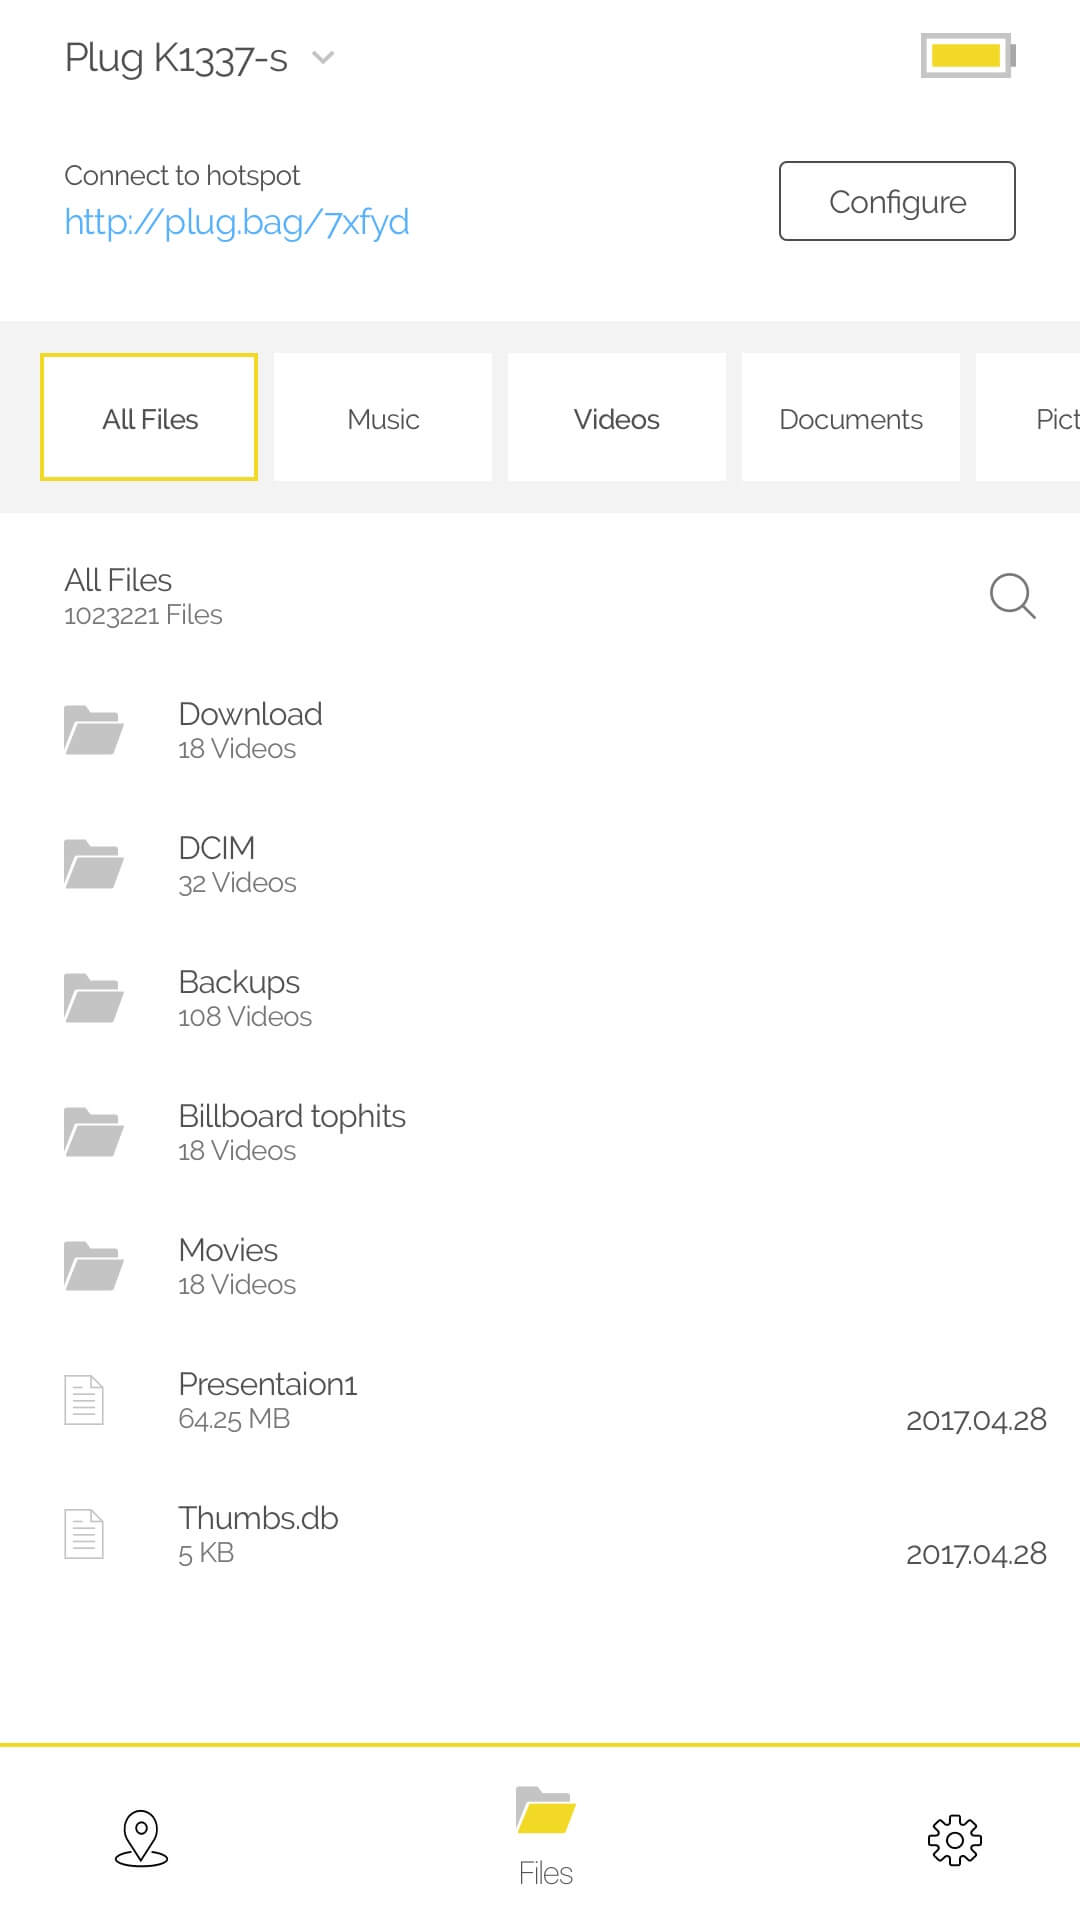 Plug K1337-s
Connect to hotspot
http://plug.bag/7xfyd
Configure
All Files
Music
Videos
Documents
Pict
All Files
1023221 Files
Download
18 Videos
DCIM
32 Videos
Backups
108 Videos
Billboard tophits
18 Videos
Movies
18 Videos
Presentaion1
64.25 MB
2017.04.28
Thumbs.db
5 KB
2017.04.28
Files